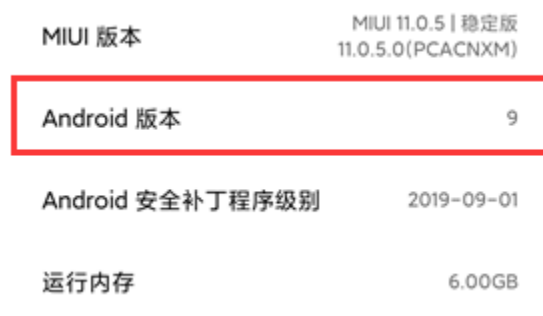 MIUI 版本
MIUI 11.0.5 | 稳定版
11.0.5.0(PCACNXM)
Android 版本
9
Android 安全补丁程序级别
2019-09-01
运行内存
6.00GB